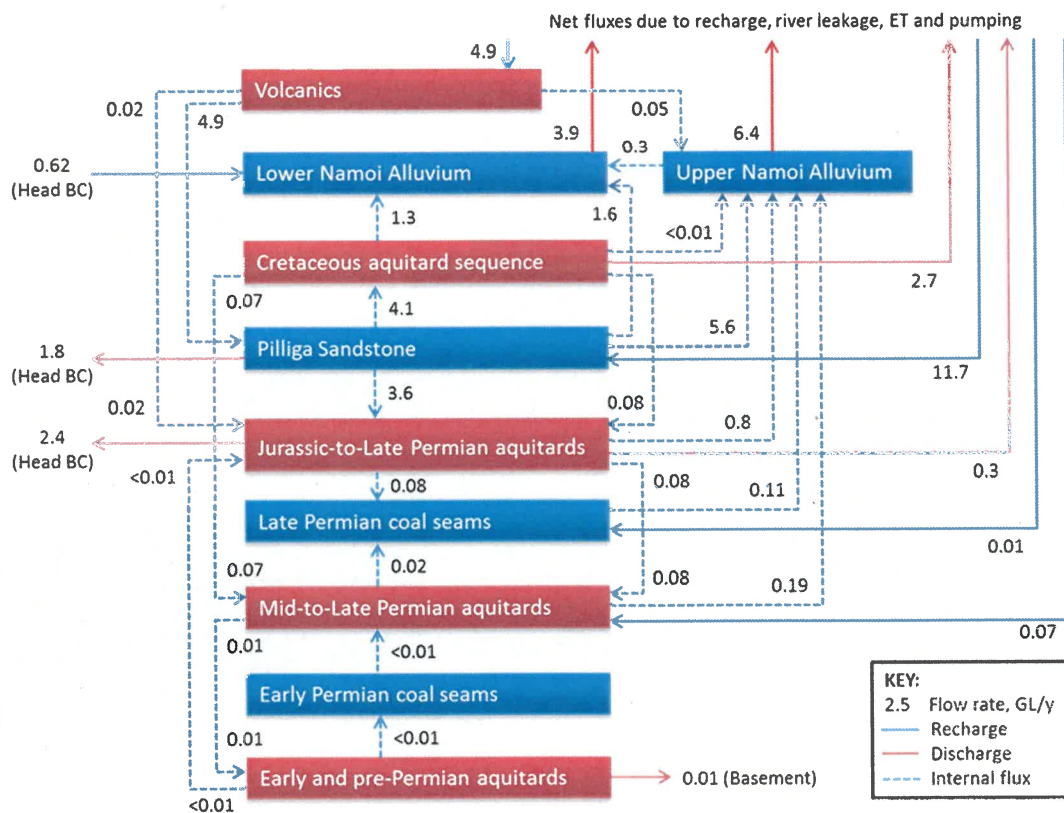 Net fluxes due to recharge, river leakage, ET and pumping
4.9
Volcanics
0.02
4.9
0.05
3.9
6.4
0.3
0.62
(Head BC)
Lower Namoi Alluvium
Upper Namoi Alluvium
1.3
1.6
<0.01
Cretaceous aquitard sequence
0.07
2.7
4.1
5.6
1.8
(Head BC)
Pilliga Sandstone
11.7
3.6
0.02
0.08
0.8
2.4
(Head BC)
Jurassic-to-Late Permian aquitards
<0.01
0.08
0.08
0.11
0.3
Late Permian coal seams
0.01
0.02
0.07
0.08
0.19
Mid-to-Late Permian aquitards
0.01
<0.01
0.07
Early Permian coal seams
0.01
<0.01
Early and pre-Permian aquitards
0.01 (Basement)
<0.01
KEY:
2.5 Flow rate, GL/y
Recharge
Discharge
Internal flux